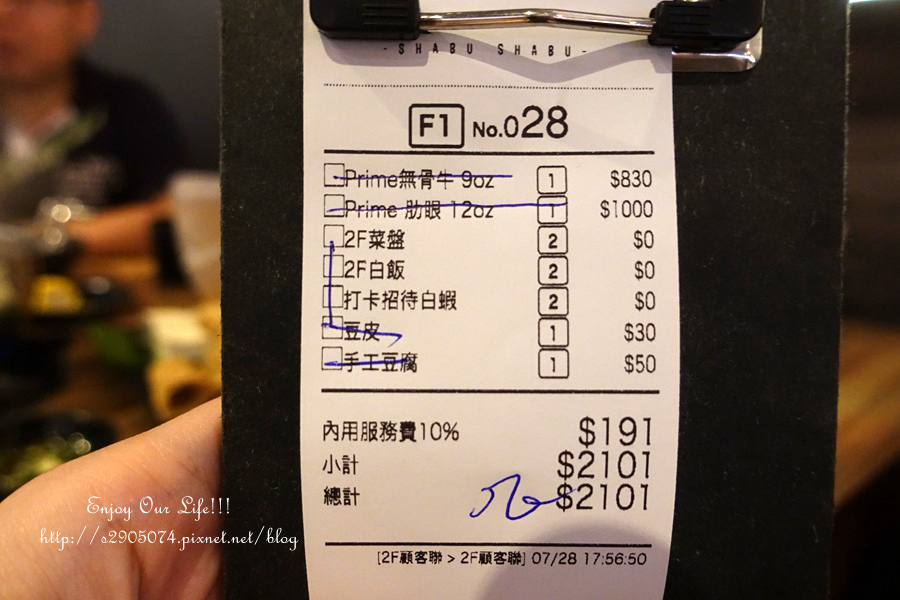 - SHABU SHABU -
F1 No.028
Prime無骨牛 9oz 1 $830
Prime 肋眼 12oz 1 $1000
2F菜盤 2 $0
2F白飯 2 $0
打卡招待白蝦 2 $0
豆皮 1 $30
手工豆腐 1 $50
內用服務費10% $191
小計 $2101
總計 $2101
[2F顧客聯 > 2F顧客聯] 07/28 17:56:50
Enjoy Our Life!!!
http://s2905074.pixnet.net/blog